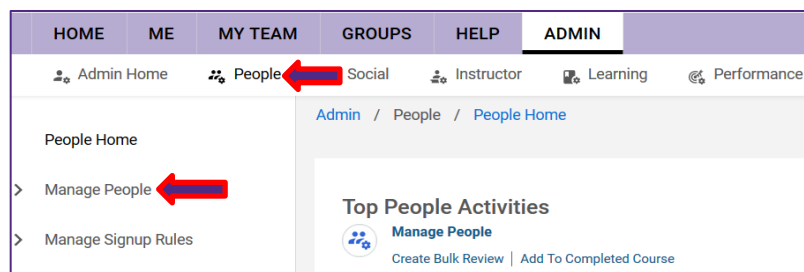 HOME ME MY TEAM GROUPS HELP ADMIN
Admin Home People Social Instructor Learning Performance
Admin / People / People Home
People Home
Manage People
Manage Signup Rules
Top People Activities
Manage People
Create Bulk Review | Add To Completed Course